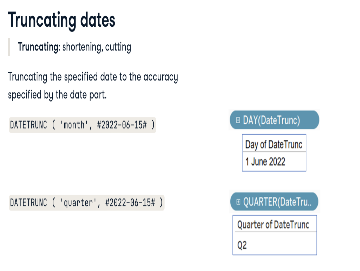 Truncating dates
Truncating: shortening, cutting
Truncating the specified date to the accuracy
specified by the date part.
DATETRUNC ( 'month', #2022-06-15# )
⊞ DAY(DateTrunc)
Day of DateTrunc
1 June 2022
DATETRUNC ( 'quarter', #2022-06-15# )
⊞ QUARTER(DateTru..
Quarter of DateTrunc
Q2